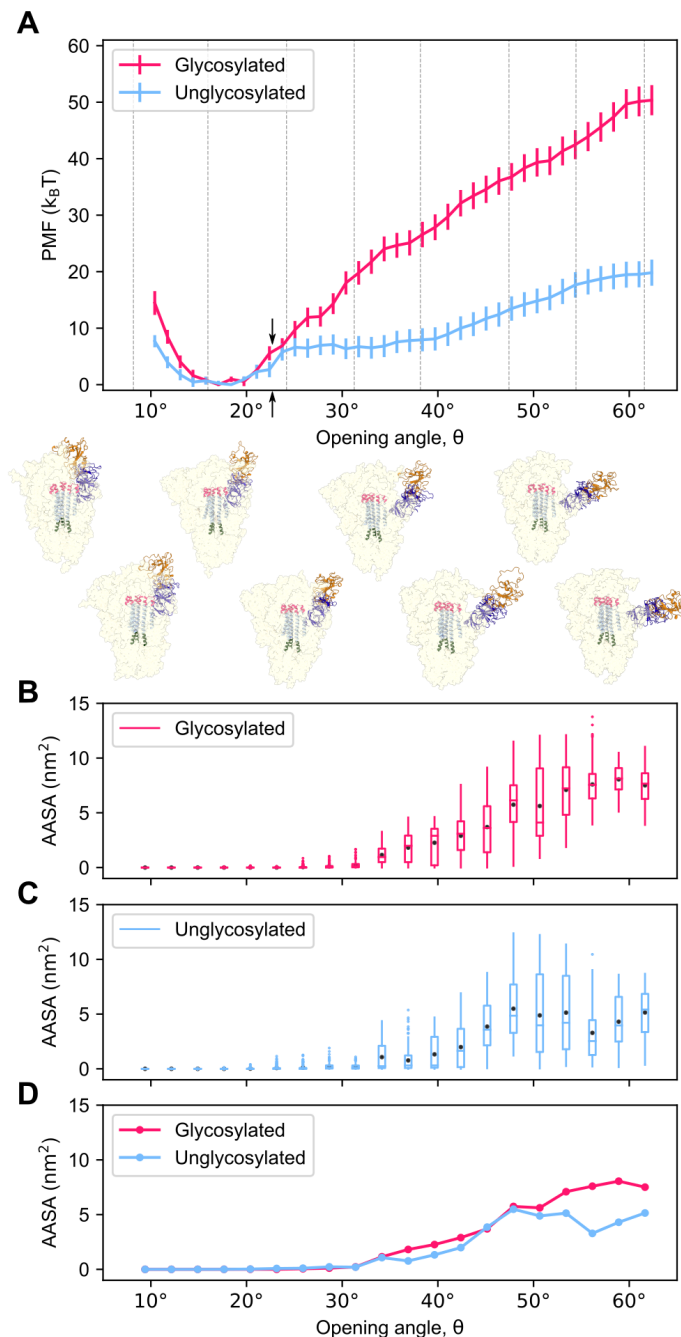 A
60
50
40
30
20
10
0
PMF (kBT)
Glycosylated
Unglycosylated
10° 20° 30° 40° 50° 60°
Opening angle, θ
B
15
10
5
0
AASA (nm²)
Glycosylated
C
15
10
5
0
AASA (nm²)
Unglycosylated
D
15
10
5
0
AASA (nm²)
Glycosylated
Unglycosylated
10° 20° 30° 40° 50° 60°
Opening angle, θ